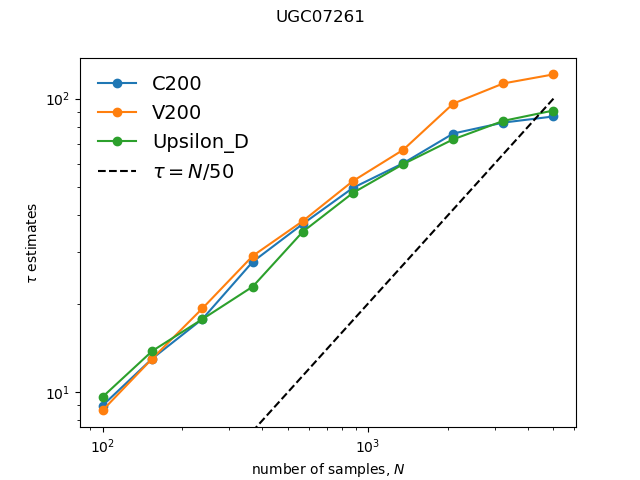 UGC07261
C200
V200
Upsilon_D
τ = N/50
10²
10¹
τ estimates
10² 10³
number of samples, N